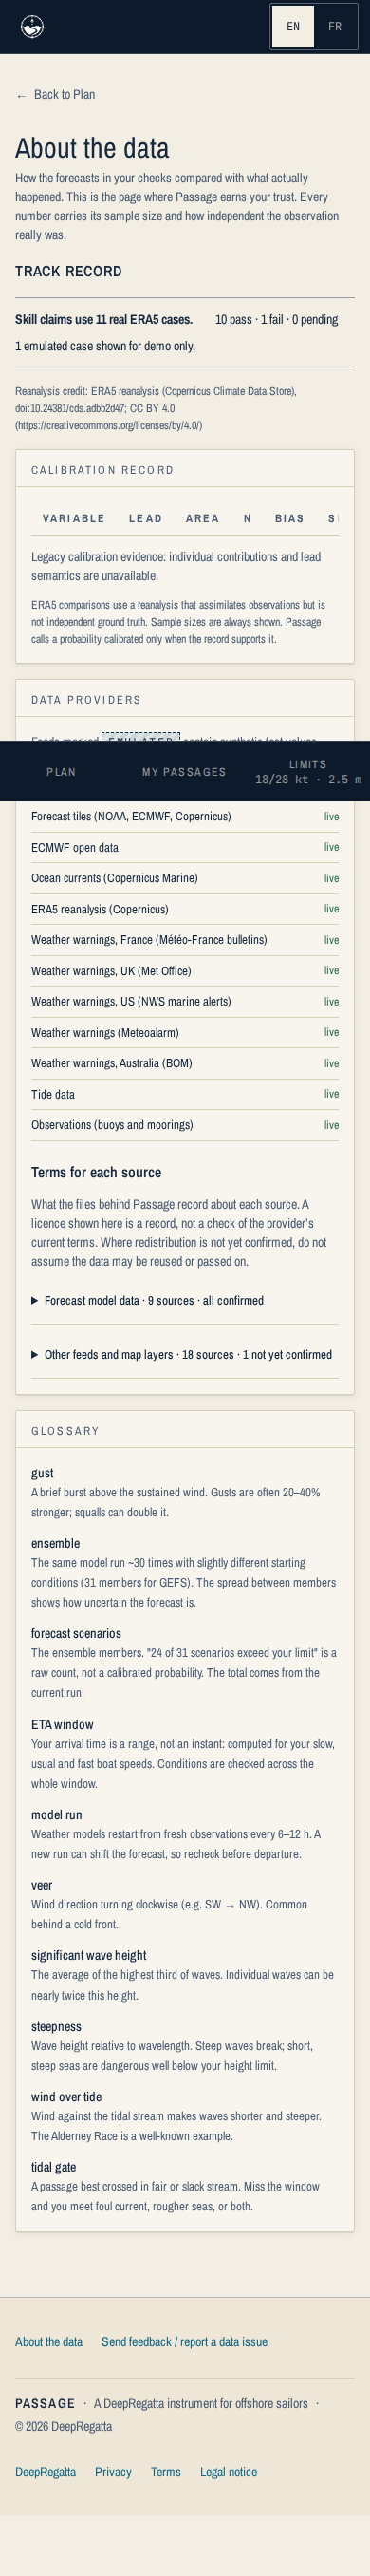 EN FR
← Back to Plan
About the data
How the forecasts in your checks compared with what actually
happened. This is the page where Passage earns your trust. Every
number carries its sample size and how independent the observation
really was.
TRACK RECORD
Skill claims use 11 real ERA5 cases. 10 pass · 1 fail · 0 pending
1 emulated case shown for demo only.
Reanalysis credit: ERA5 reanalysis (Copernicus Climate Data Store),
doi:10.24381/cds.adbb2d47; CC BY 4.0
(https://creativecommons.org/licenses/by/4.0/)
CALIBRATION RECORD
VARIABLE LEAD AREA N BIAS
Legacy calibration evidence: individual contributions and lead
semantics are unavailable.
ERA5 comparisons use a reanalysis that assimilates observations but is
not independent ground truth. Sample sizes are shown. Passage
calls a probability calibrated only when the record supports it.
DATA PROVIDERS
PLAN MY PASSAGES LIMITS
18/28 kt · 2.5 m
Forecast tiles (NOAA, ECMWF, Copernicus) live
ECMWF open data live
Ocean currents (Copernicus Marine) live
ERA5 reanalysis (Copernicus) live
Weather warnings, France (Météo-France bulletins) live
Weather warnings, UK (Met Office) live
Weather warnings, US (NWS marine alerts) live
Weather warnings (Meteoalarm) live
Weather warnings, Australia (BOM) live
Tide data live
Observations (buoys and moorings) live
Terms for each source
What the files behind Passage record about each source. A
licence shown here is a record, not a check of the provider's
current terms. Where redistribution is not yet confirmed, do not
assume the data may be reused or passed on.
▶ Forecast model data · 9 sources · all confirmed
▶ Other feeds and map layers · 18 sources · 1 not yet confirmed
GLOSSARY
gust
A brief burst above the sustained wind. Gusts are often 20–40%
stronger; squalls can double it.
ensemble
The same model run ~30 times with slightly different starting
conditions (31 members for GEFS). The spread between members
shows how uncertain the forecast is.
forecast scenarios
The ensemble members. "24 of 31 scenarios exceed your limit" is a
raw count, not a calibrated probability. The total comes from the
current run.
ETA window
Your arrival time is a range, not an instant: computed for your slow,
usual and fast boat speeds. Conditions are checked across the
whole window.
model run
Weather models restart from fresh observations every 6–12 h. A
new run can shift the forecast, so recheck before departure.
veer
Wind direction turning clockwise (e.g. SW → NW). Common
behind a cold front.
significant wave height
The average of the highest third of waves. Individual waves can be
nearly twice this height.
steepness
Wave height relative to wavelength. Steep waves break; short,
steep seas are dangerous well below your height limit.
wind over tide
Wind against the tidal stream makes waves shorter and steeper.
The Alderney Race is a well-known example.
tidal gate
A passage best crossed in fair or slack stream. Miss the window
and you meet foul current, rougher seas, or both.
About the data Send feedback / report a data issue
PASSAGE · A DeepRegatta instrument for offshore sailors ·
© 2026 DeepRegatta
DeepRegatta Privacy Terms Legal notice